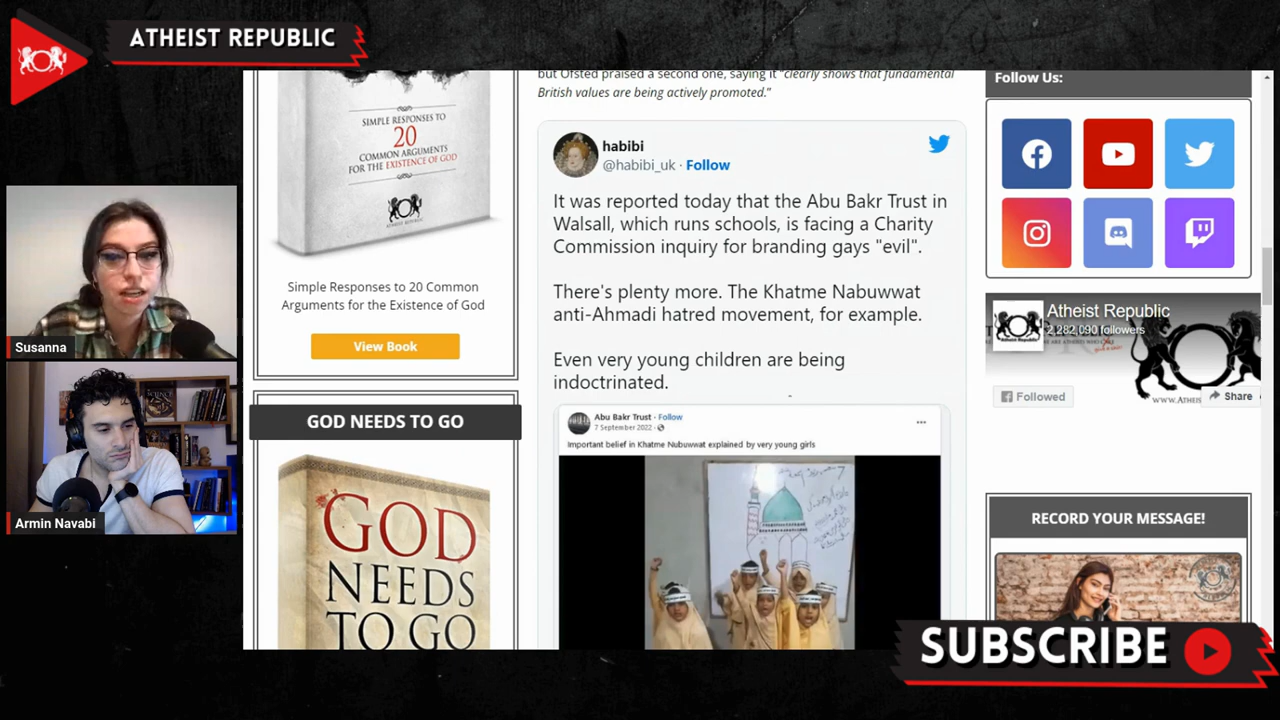 ATHEIST REPUBLIC
Susanna
Armin Navabi
SIMPLE RESPONSES TO
20
COMMON ARGUMENTS
FOR THE EXISTENCE OF GOD
ATHEIST REPUBLIC
Simple Responses to 20 Common
Arguments for the Existence of God
View Book
GOD NEEDS TO GO
GOD
NEEDS
TO GO
but Ofsted praised a second one, saying it "clearly shows that fundamental
British values are being actively promoted."
habibi
@habibi_uk · Follow
It was reported today that the Abu Bakr Trust in
Walsall, which runs schools, is facing a Charity
Commission inquiry for branding gays "evil".
There's plenty more. The Khatme Nabuwwat
anti-Ahmadi hatred movement, for example.
Even very young children are being
indoctrinated.
Abu Bakr Trust · Follow
7 September 2022 ·
Important belief in Khatme Nubuwwat explained by very young girls
Follow Us:
Atheist Republic
2,282,090 followers
Followed
Share
RECORD YOUR MESSAGE!
SUBSCRIBE